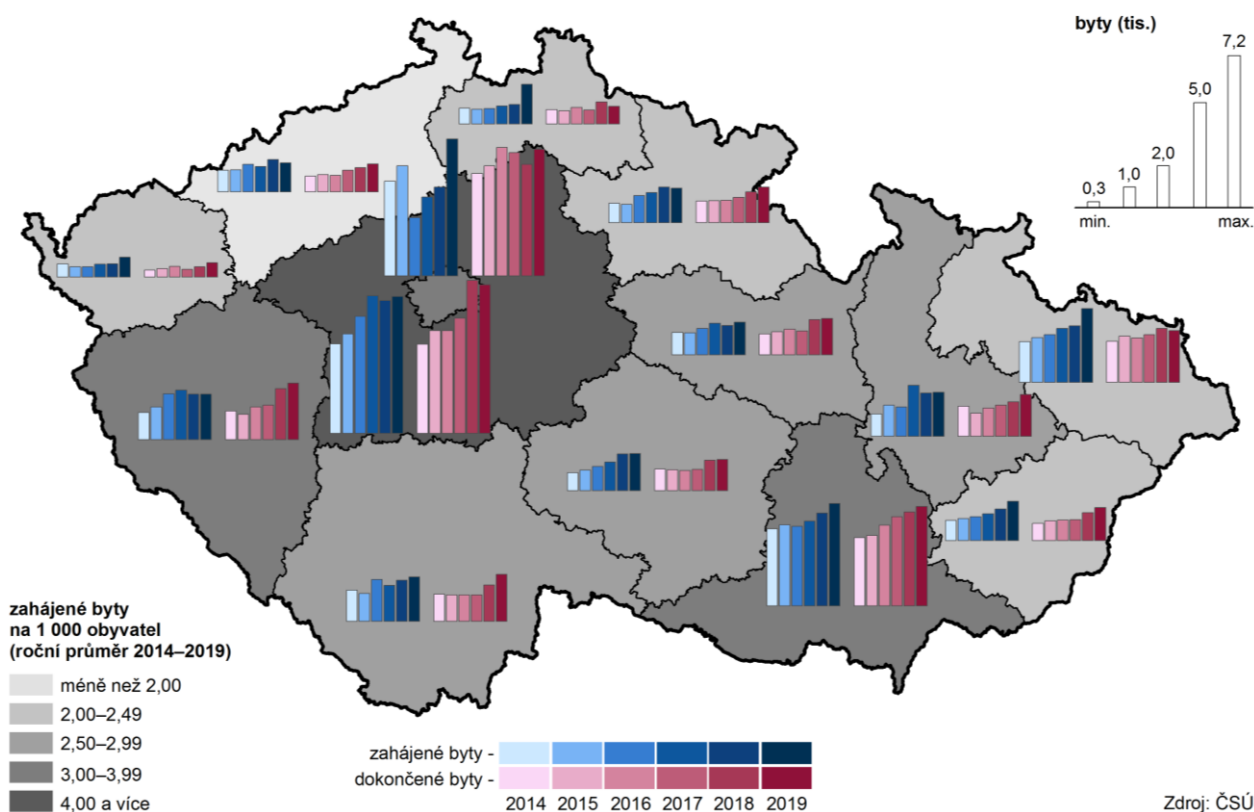 byty (tis.)
7,2
5,0
2,0
1,0
0,3
min.
max.
zahájené byty
na 1 000 obyvatel
(roční průměr 2014–2019)
méně než 2,00
2,00–2,49
2,50–2,99
3,00–3,99
4,00 a více
zahájené byty -
dokončené byty -
2014 2015 2016 2017 2018 2019
Zdroj: ČSÚ